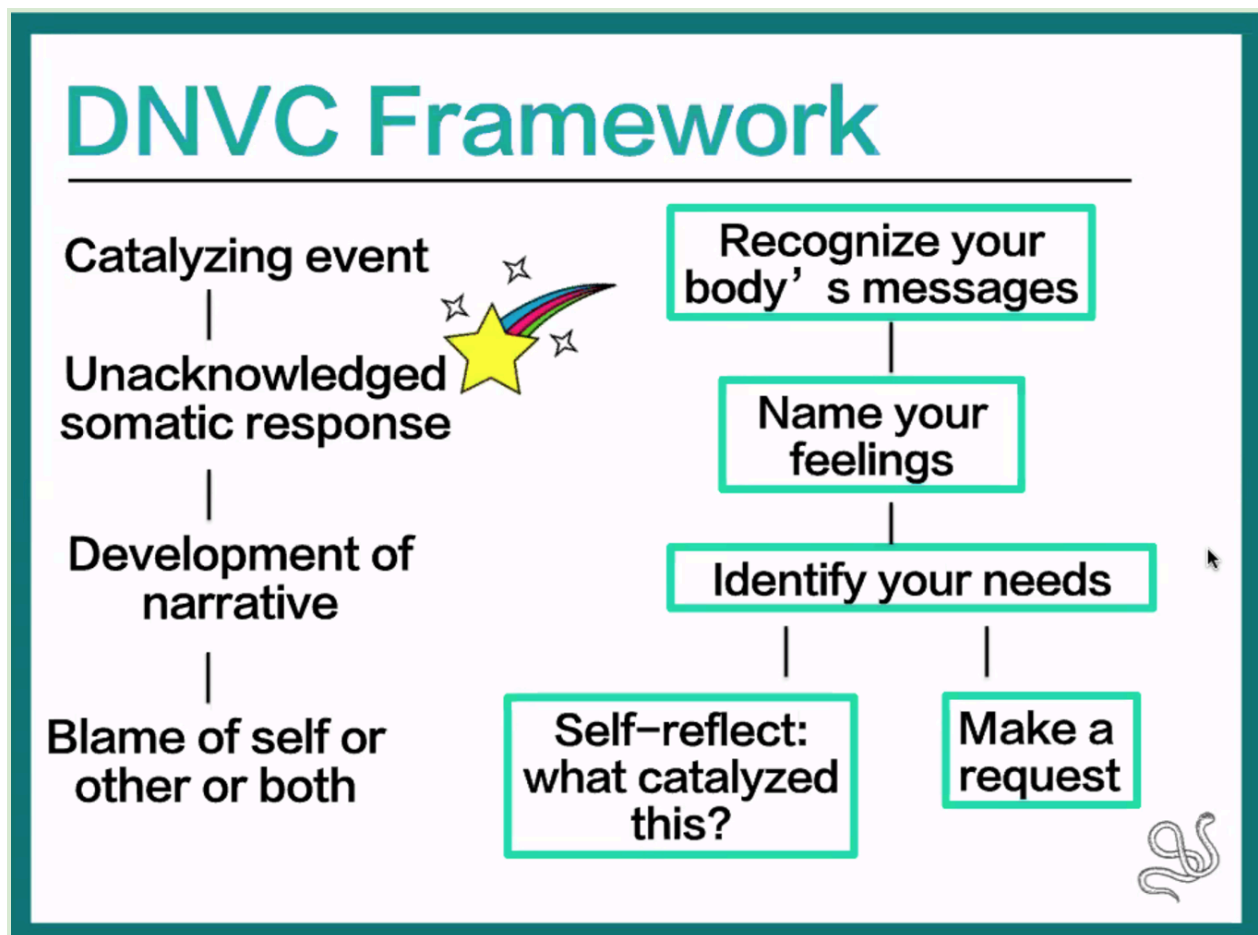 DNVC Framework
Catalyzing event
Unacknowledged
somatic response
Development of
narrative
Blame of self or
other or both
Recognize your
body’ s messages
Name your
feelings
Identify your needs
Self-reflect:
what catalyzed
this?
Make a
request